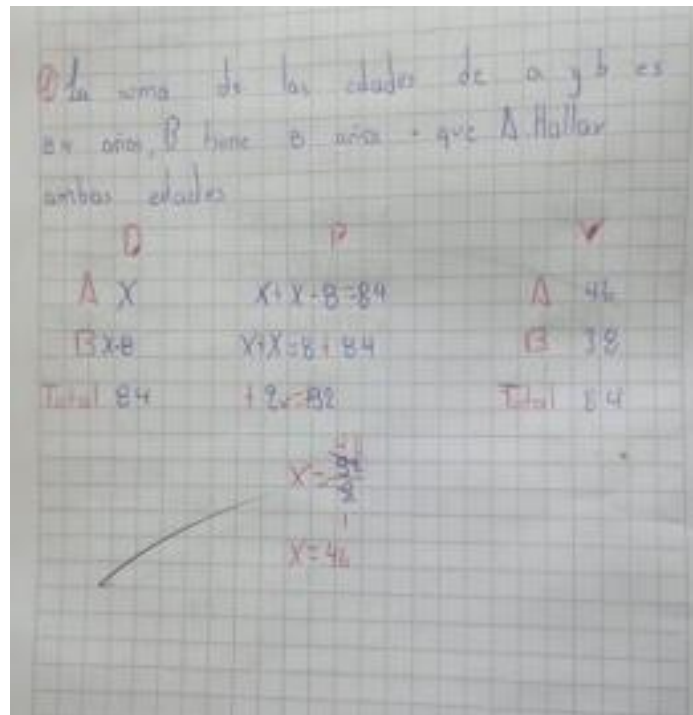 La suma de las edades de a y b es
84 años, B tiene 8 años - que A. Hallar
ambas edades
D P V
A X X+X-8=84 A 46
B X-8 X+X=8+84 B 38
Total 84 +2x=92 Total 84
X=92/2
X=46